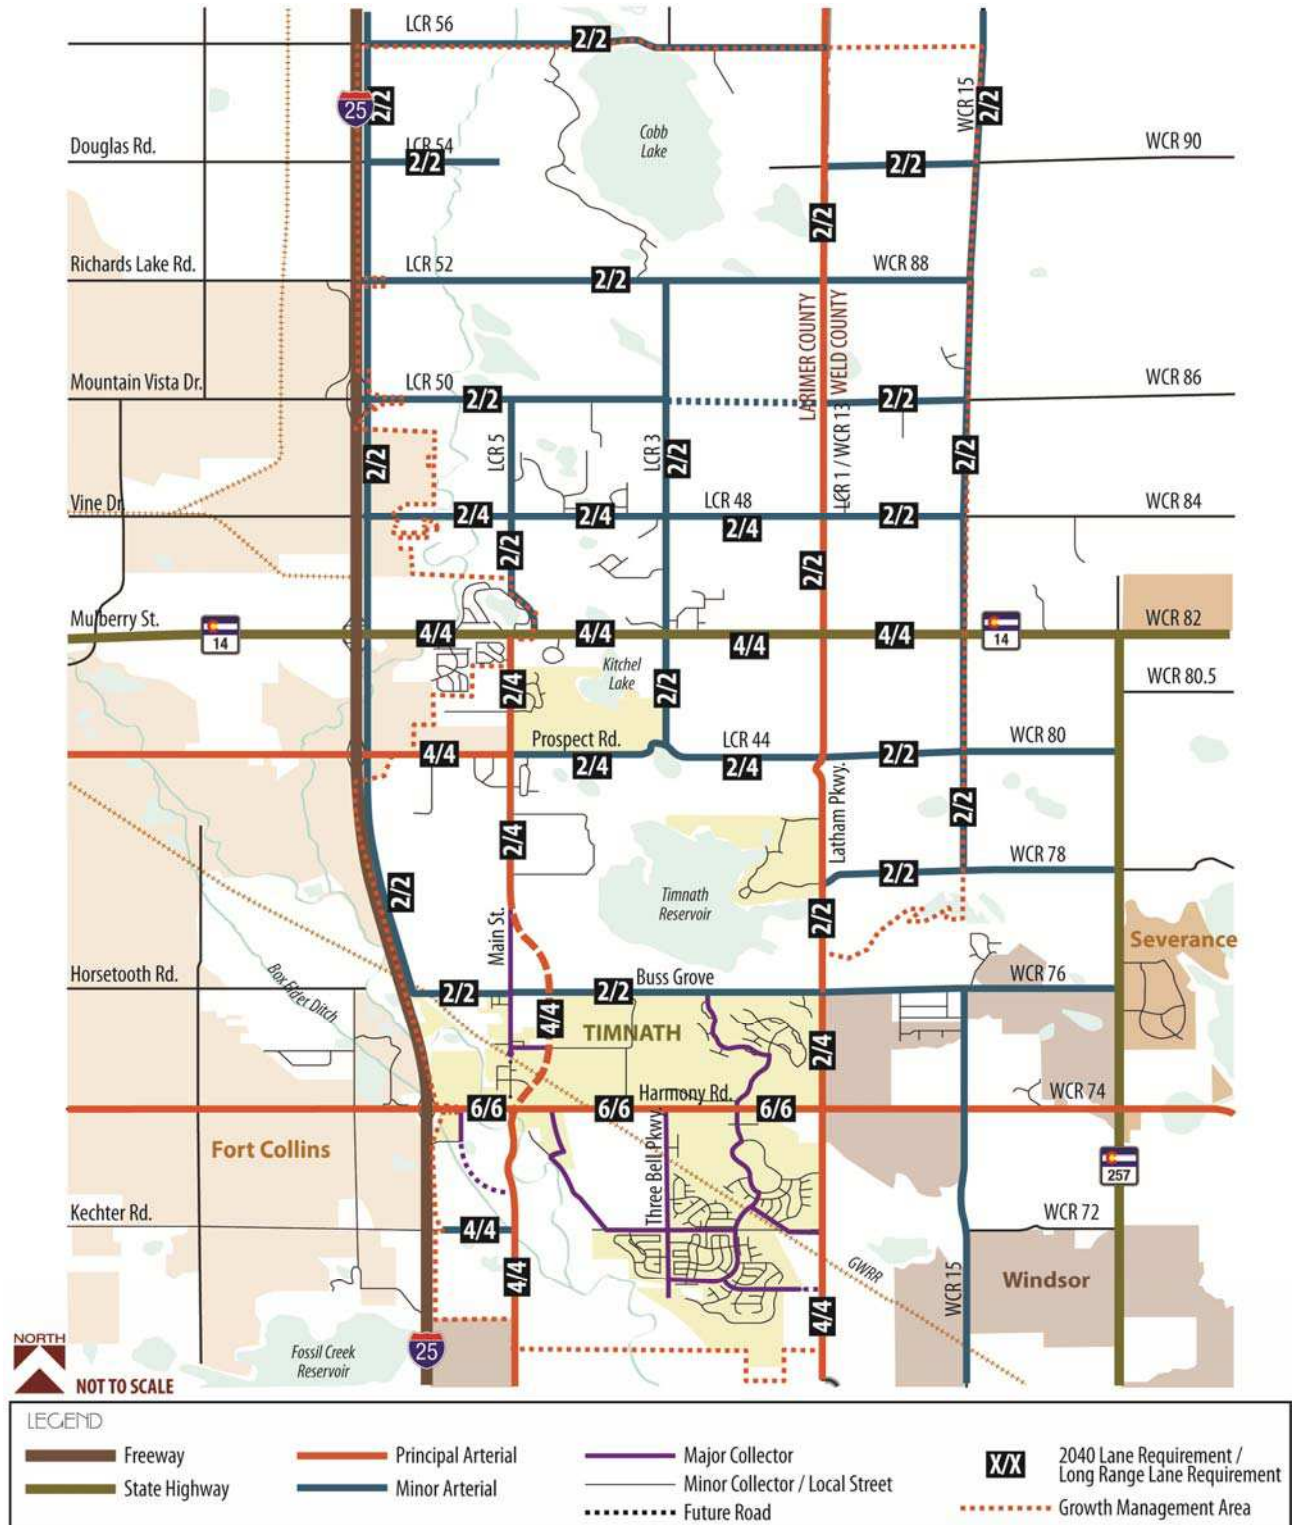 LCR 56
2/2
25
2/2
WCR 15
2/2
Cobb
Lake
Douglas Rd.
LCR 54
2/2
2/2
WCR 90
2/2
Richards Lake Rd.
LCR 52
2/2
WCR 88
LARIMER COUNTY
WELD COUNTY
Mountain Vista Dr.
LCR 50
2/2
2/2
WCR 86
LCR 5
LCR 3
LCR 1 / WCR 13
2/2
2/2
2/2
Vine Dr.
2/4
2/4
LCR 48
2/4
2/2
WCR 84
2/2
2/2
Mulberry St.
14
4/4
4/4
4/4
4/4
14
WCR 82
Kitchel
Lake
2/4
2/2
WCR 80.5
4/4
Prospect Rd.
2/4
LCR 44
2/4
2/2
WCR 80
Latham Pkwy.
2/4
2/2
2/2
2/2
WCR 78
Timnath
Reservoir
2/2
Main St.
Severance
Horsetooth Rd.
Box Elder Ditch
2/2
2/2
Buss Grove
WCR 76
4/4
TIMNATH
2/4
Harmony Rd.
6/6
6/6
6/6
WCR 74
Fort Collins
Three Bell Pkwy.
257
Kechter Rd.
4/4
WCR 72
4/4
GWRR
WCR 15
Windsor
4/4
25
Fossil Creek
Reservoir
NORTH
NOT TO SCALE
LEGEND
Freeway
State Highway
Principal Arterial
Minor Arterial
Major Collector
Minor Collector / Local Street
Future Road
X/X
2040 Lane Requirement /
Long Range Lane Requirement
Growth Management Area